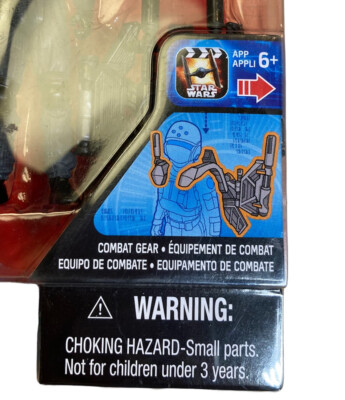 APP
APPLI 6+
STAR
WARS
COMBAT GEAR • ÉQUIPEMENT DE COMBAT
EQUIPO DE COMBATE • EQUIPAMENTO DE COMBATE
WARNING:
CHOKING HAZARD-Small parts.
Not for children under 3 years.